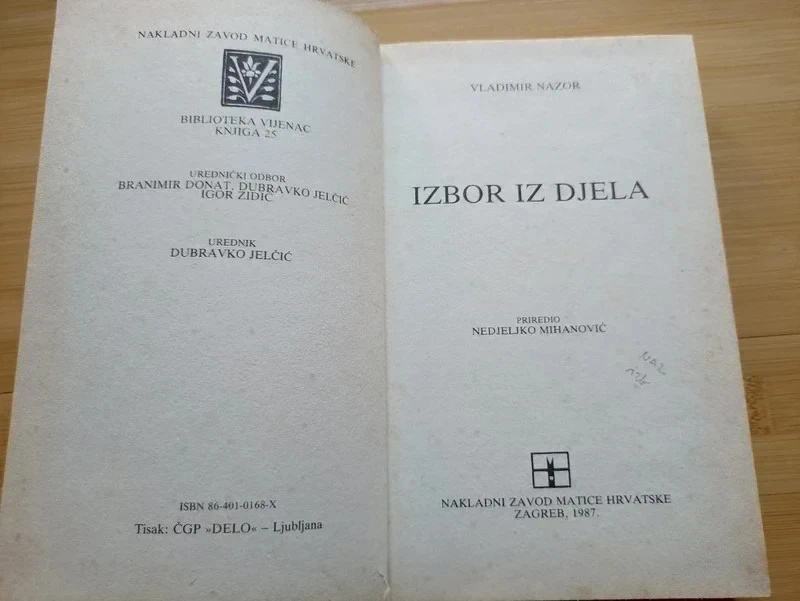 NAKLADNI ZAVOD MATICE HRVATSKE
V
BIBLIOTEKA VIJENAC
KNJIGA 25
UREDNIČKI ODBOR
BRANIMIR DONAT, DUBRAVKO JELČIĆ
IGOR ZIDIĆ
UREDNIK
DUBRAVKO JELČIĆ
ISBN 86-401-0168-X
Tisak: ČGP »DELO« – Ljubljana
VLADIMIR NAZOR
IZBOR IZ DJELA
PRIREDIO
NEDJELJKO MIHANOVIĆ
NAZ
NAKLADNI ZAVOD MATICE HRVATSKE
ZAGREB, 1987.